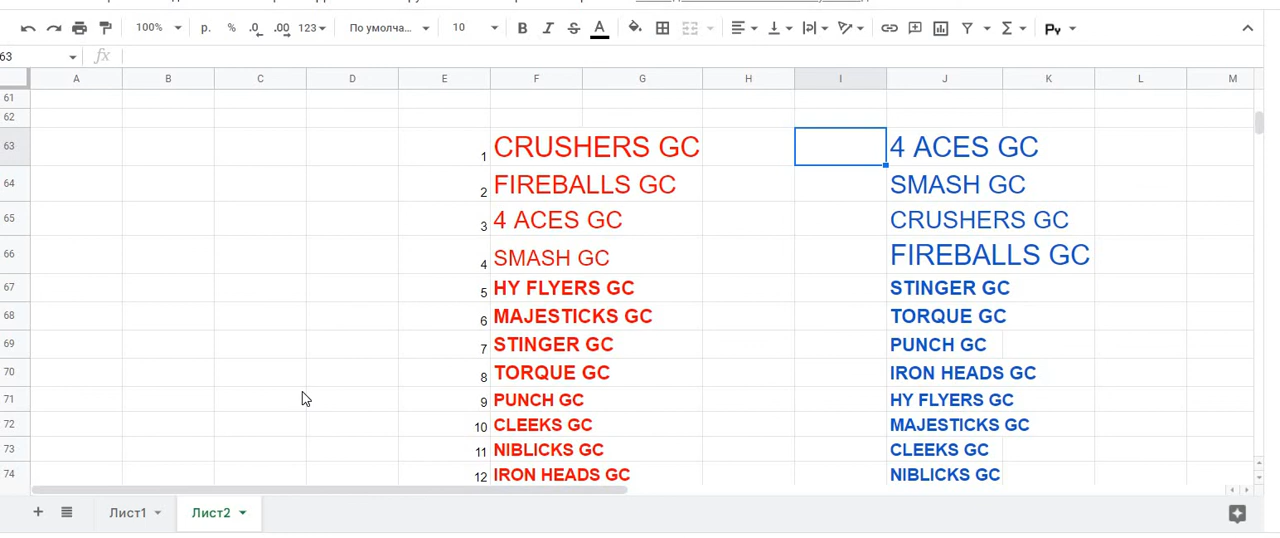 100% р. % .0 .00 123 По умолча... 10 B I S A Ру
63 fx
A B C D E F G H I J K L M
61
62
63 1 CRUSHERS GC 4 ACES GC
64 2 FIREBALLS GC SMASH GC
65 3 4 ACES GC CRUSHERS GC
66 4 SMASH GC FIREBALLS GC
67 5 HY FLYERS GC STINGER GC
68 6 MAJESTICKS GC TORQUE GC
69 7 STINGER GC PUNCH GC
70 8 TORQUE GC IRON HEADS GC
71 9 PUNCH GC HY FLYERS GC
72 10 CLEEKS GC MAJESTICKS GC
73 11 NIBLICKS GC CLEEKS GC
74 12 IRON HEADS GC NIBLICKS GC
Лист1 Лист2